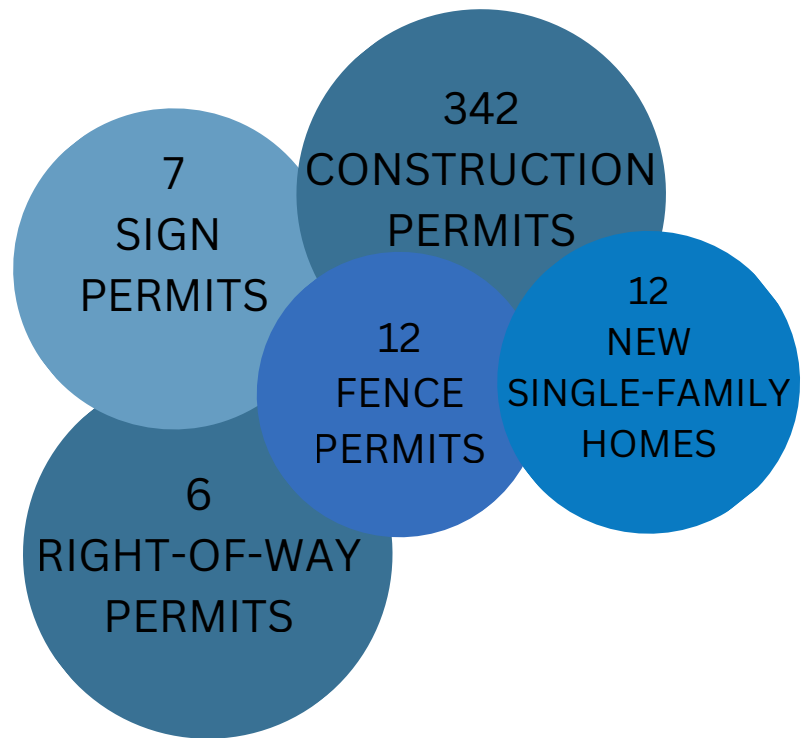 342
CONSTRUCTION
PERMITS
7
SIGN
PERMITS
12
NEW
SINGLE-FAMILY
HOMES
12
FENCE
PERMITS
6
RIGHT-OF-WAY
PERMITS